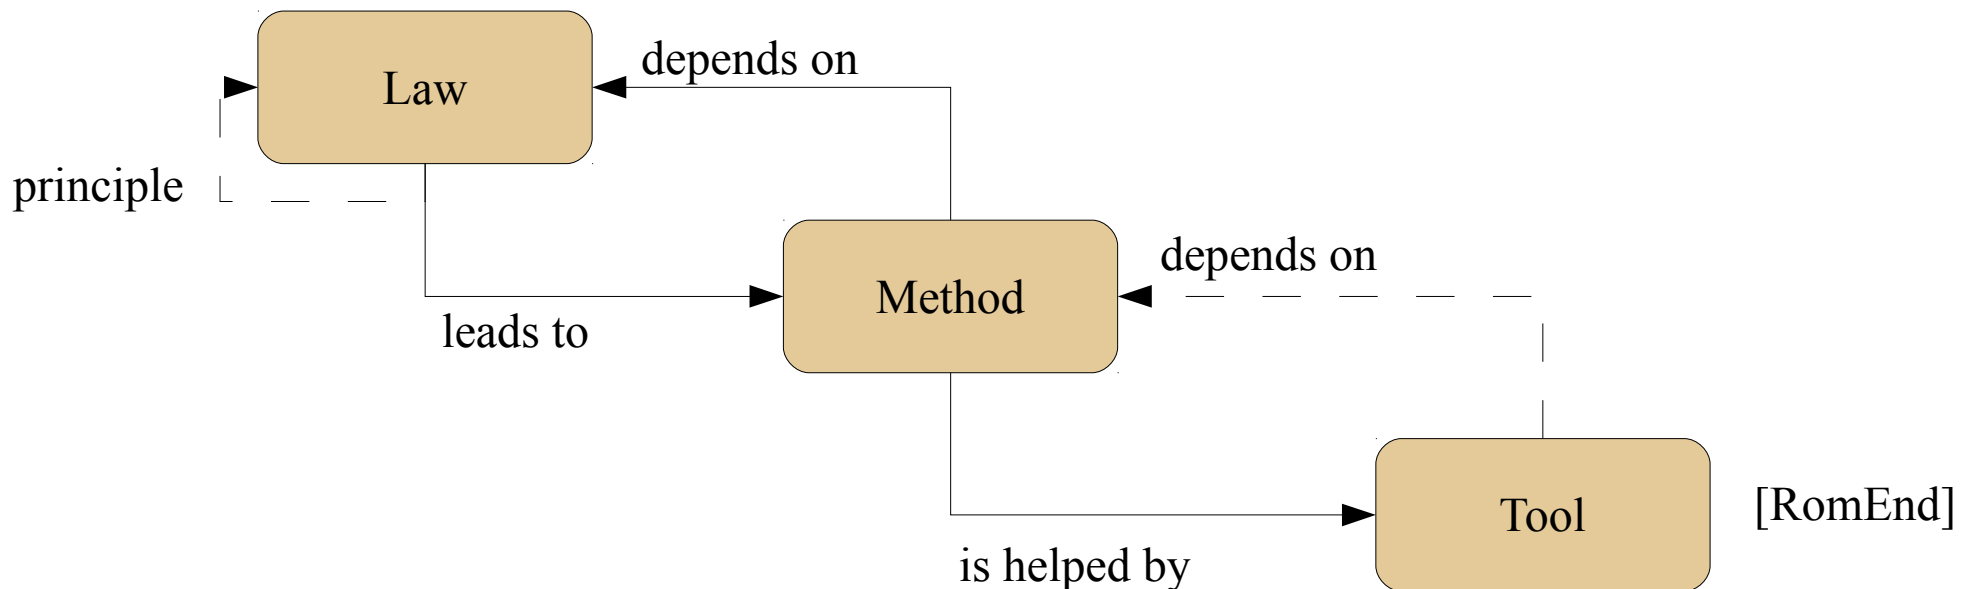 depends on
Law
principle
depends on
Method
leads to
Tool
[RomEnd]
is helped by